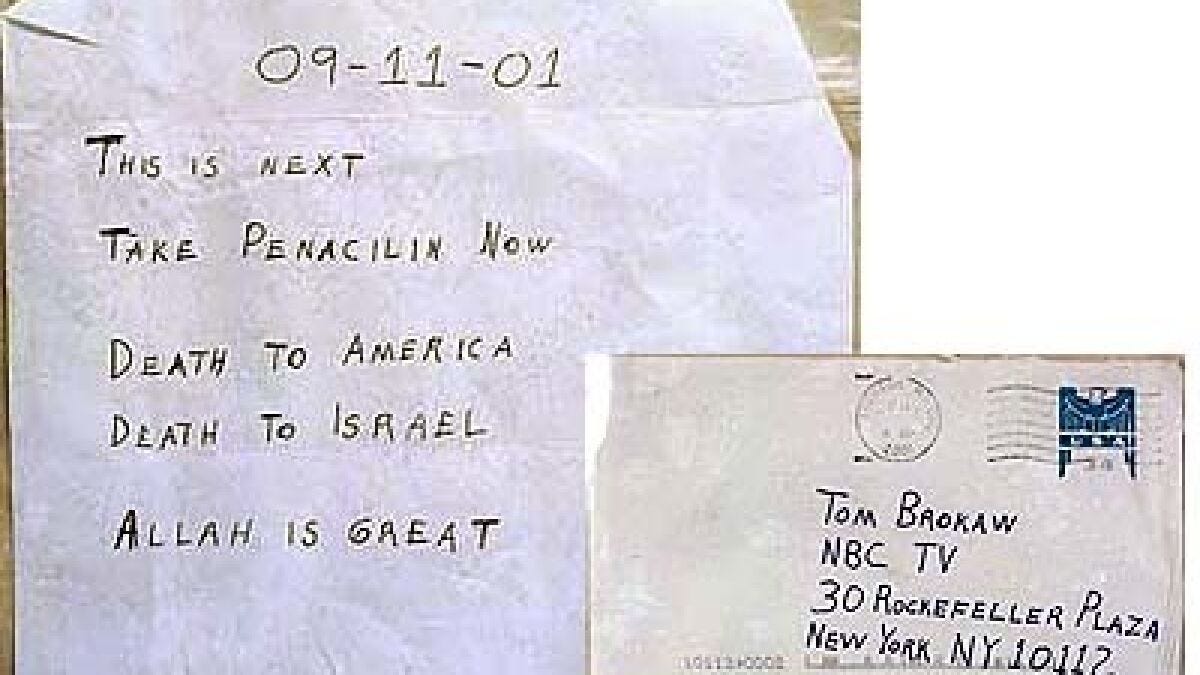 09-11-01
THIS IS NEXT
TAKE PENACILIN NOW
DEATH TO AMERICA
DEATH TO ISRAEL
ALLAH IS GREAT
USA
TOM BROKAW
NBC TV
30 ROCKEFELLER PLAZA
NEW YORK NY 10112